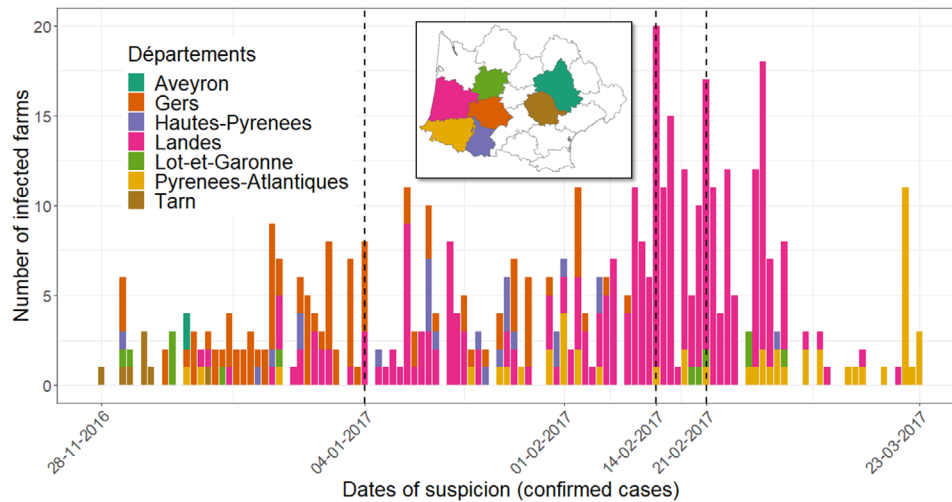 20
15
10
5
0
Number of infected farms
Départements
Aveyron
Gers
Hautes-Pyrenees
Landes
Lot-et-Garonne
Pyrenees-Atlantiques
Tarn
28-11-2016
04-01-2017
01-02-2017
14-02-2017
21-02-2017
23-03-2017
Dates of suspicion (confirmed cases)